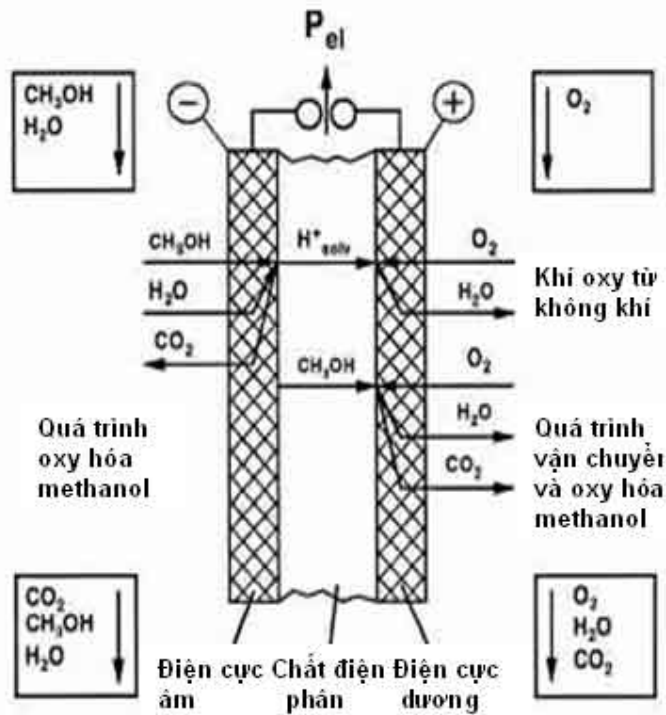 P_el
CH₃OH
H₂O
−
+
O₂
CH₃OH
H⁺solv
O₂
H₂O
H₂O
Khí oxy từ
không khí
CO₂
CH₃OH
O₂
H₂O
CO₂
Quá trình
oxy hóa
methanol
Quá trình
vận chuyển
và oxy hóa
methanol
CO₂
CH₃OH
H₂O
O₂
H₂O
CO₂
Điện cực
âm
Chất điện
phân
Điện cực
dương